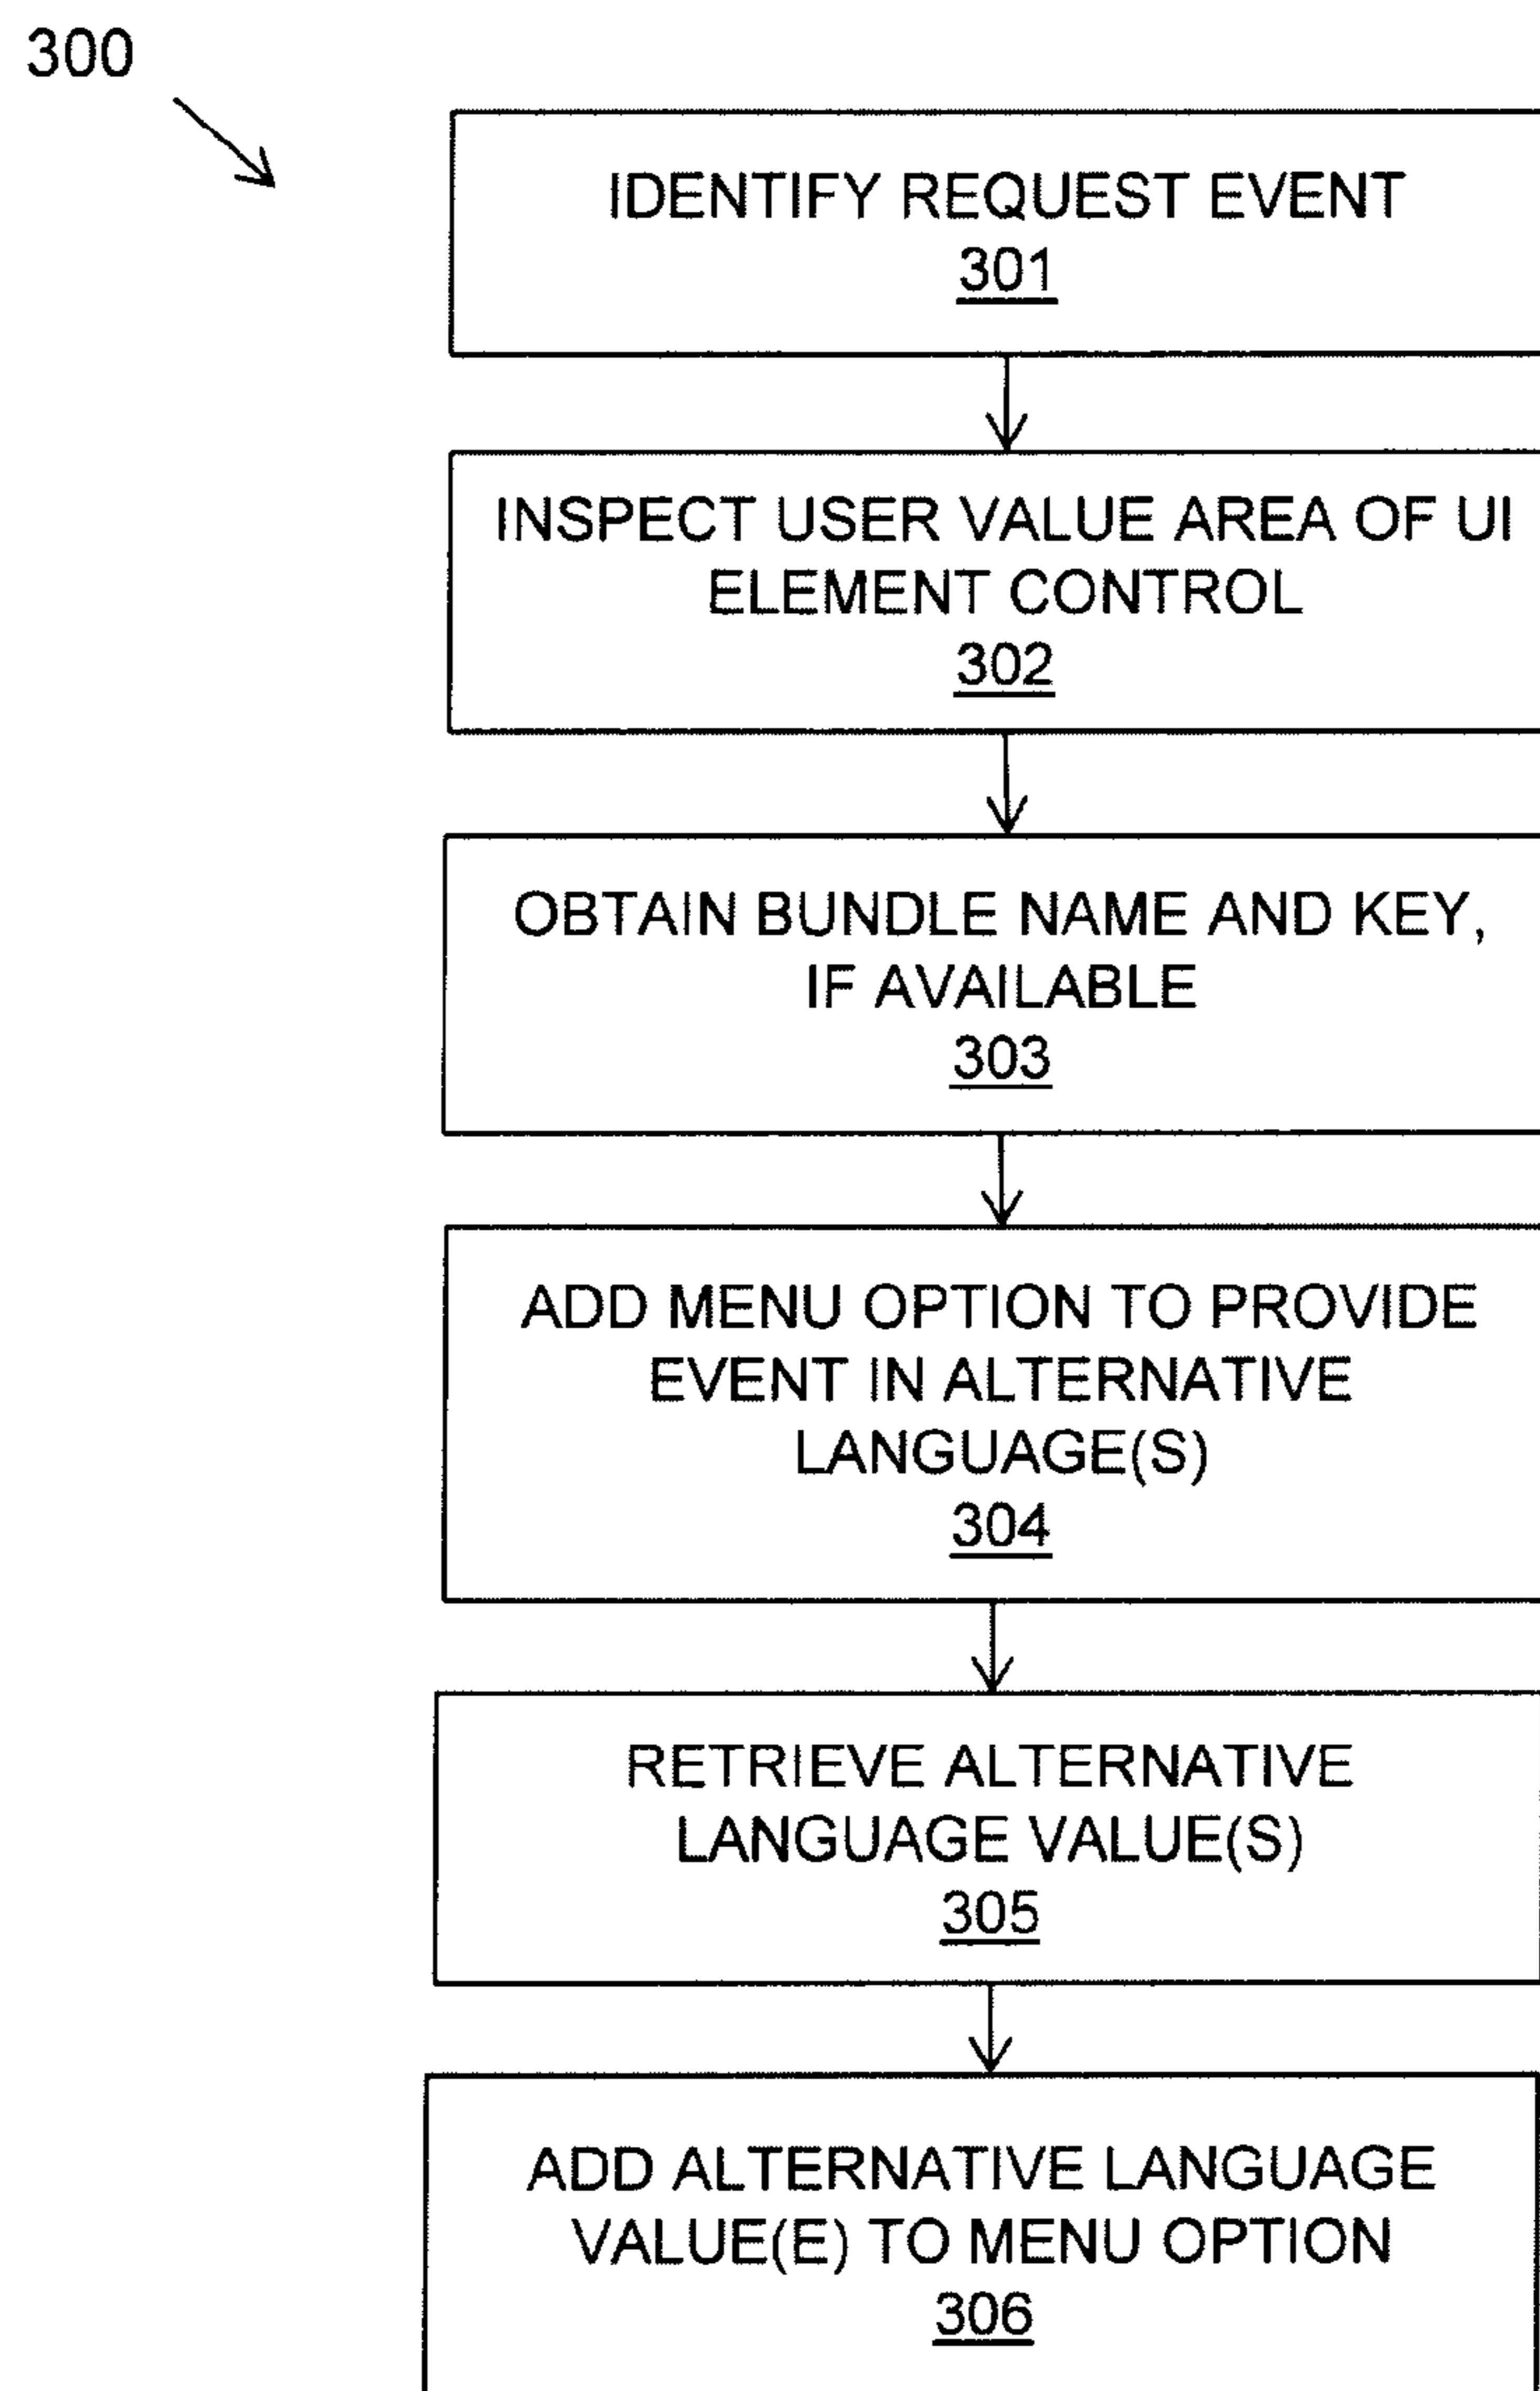 300
IDENTIFY REQUEST EVENT
301
INSPECT USER VALUE AREA OF UI
ELEMENT CONTROL
302
OBTAIN BUNDLE NAME AND KEY,
IF AVAILABLE
303
ADD MENU OPTION TO PROVIDE
EVENT IN ALTERNATIVE
LANGUAGE(S)
304
RETRIEVE ALTERNATIVE
LANGUAGE VALUE(S)
305
ADD ALTERNATIVE LANGUAGE
VALUE(E) TO MENU OPTION
306